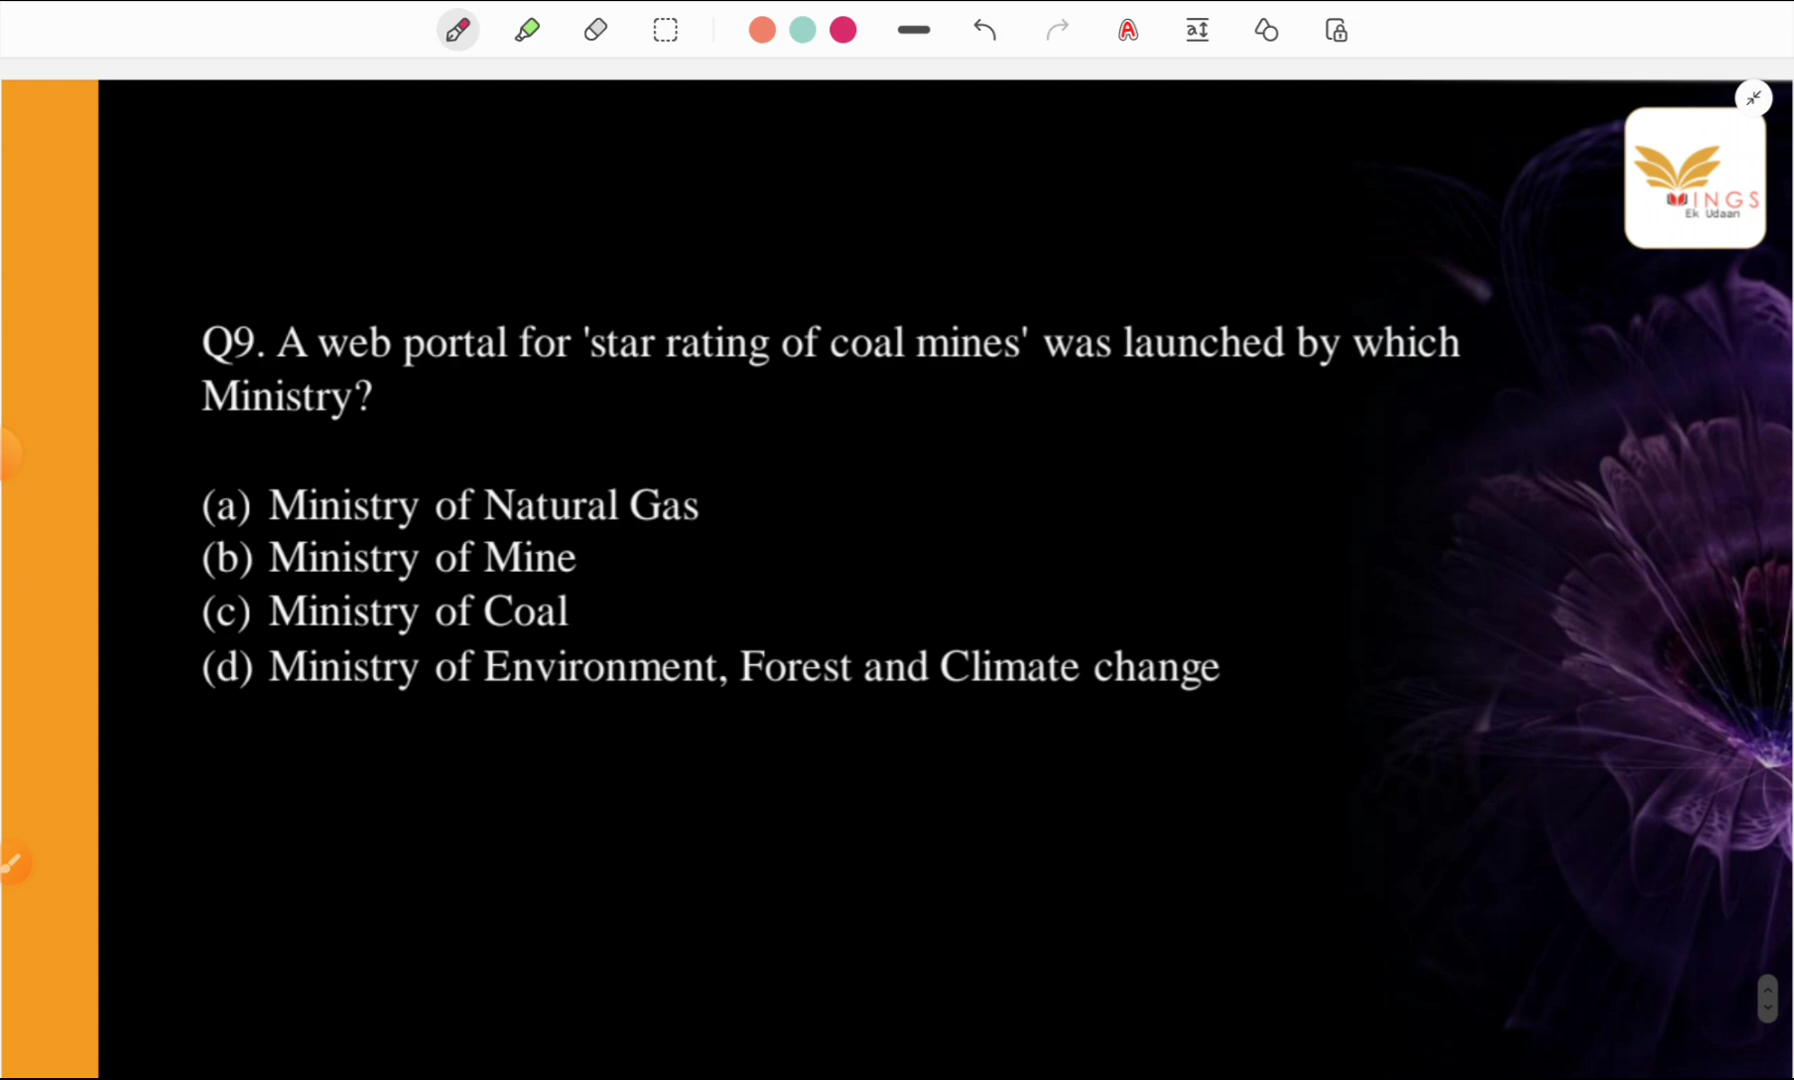 A
a
WINGS
Ek Udaan
Q9. A web portal for 'star rating of coal mines' was launched by which
Ministry?
(a) Ministry of Natural Gas
(b) Ministry of Mine
(c) Ministry of Coal
(d) Ministry of Environment, Forest and Climate change